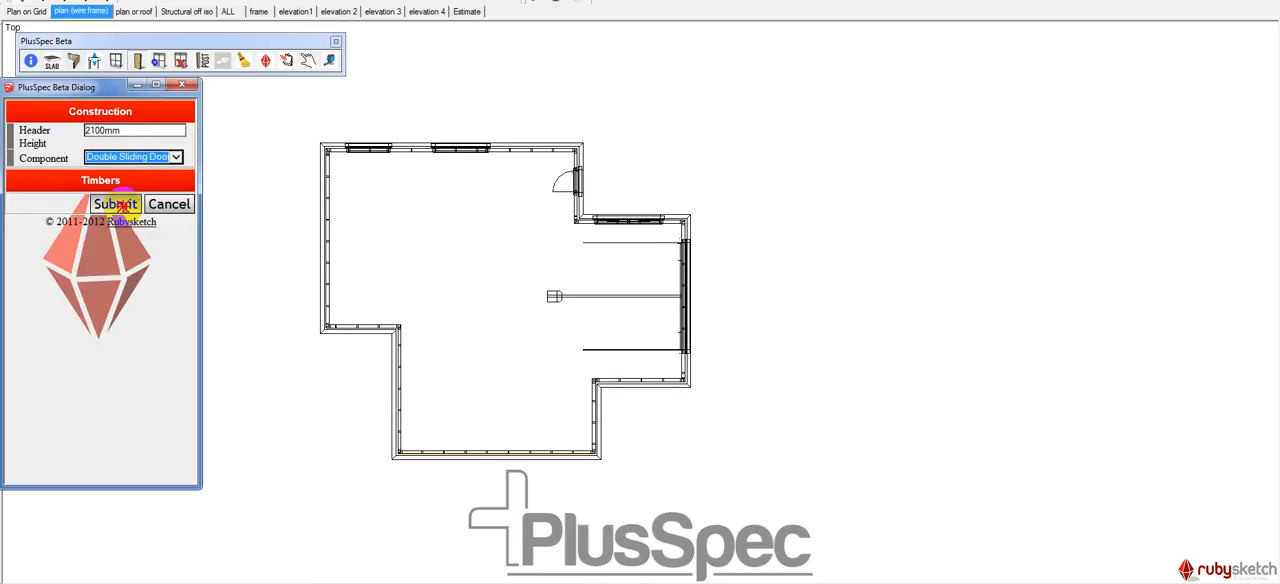 Plan on Grid plan (wire frame) plan or roof Structural off iso ALL frame elevation1 elevation 2 elevation 3 elevation 4 Estimate
Top
PlusSpec Beta
SLAB POST
PlusSpec Beta Dialog
Construction
Header Height 2100mm
Component Double Sliding Doo
Timbers
Submit Cancel
© 2011-2012 Rubysketch
PlusSpec
rubysketch